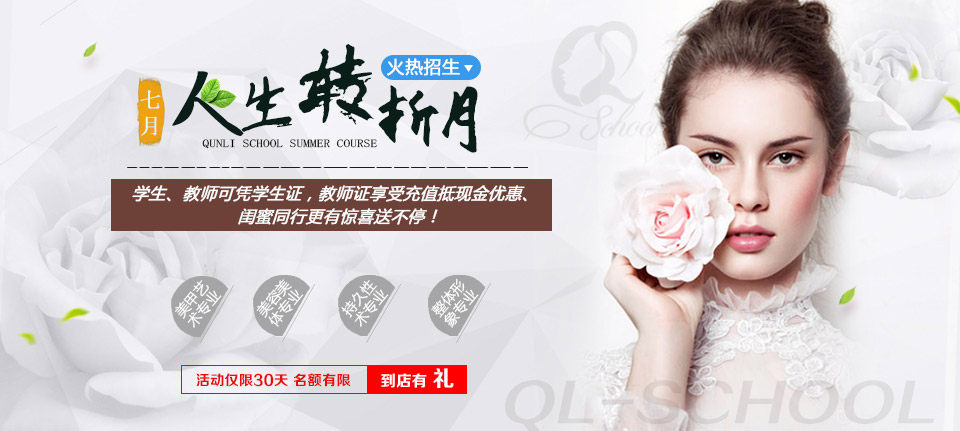 火热招生
七月
人生转折月
QUNLI SCHOOL SUMMER COURSE
学生、教师可凭学生证，教师证享受充值抵现金优惠、
闺蜜同行更有惊喜送不停！
美甲艺
术专业
美容美
体专业
持久性
术专业
整体形
象专业
活动仅限30天 名额有限
到店有 礼
School
QL-SCHOOL